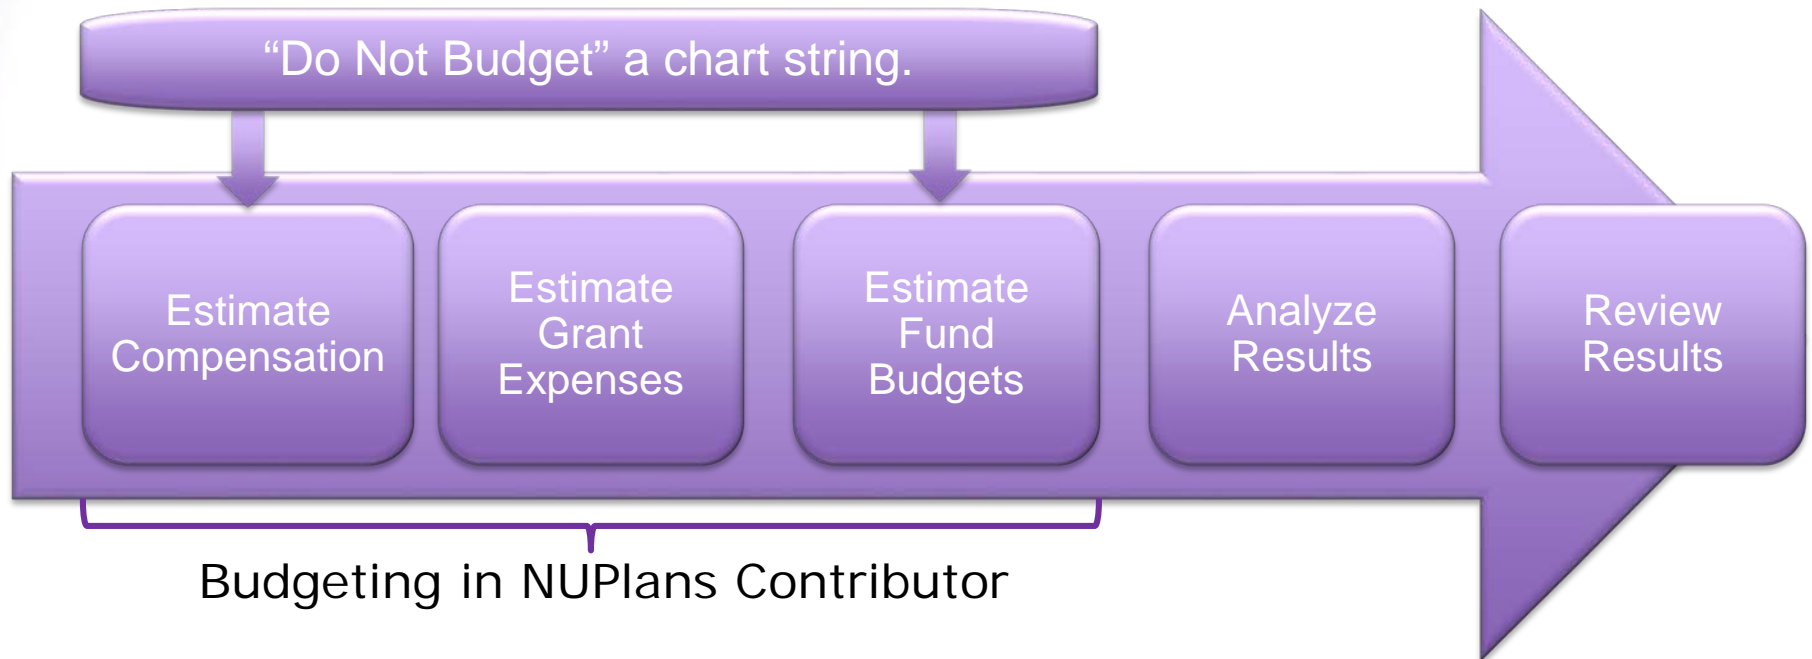 “Do Not Budget” a chart string.
Estimate
Compensation
Estimate
Grant
Expenses
Estimate
Fund
Budgets
Analyze
Results
Review
Results
Budgeting in NUPlans Contributor